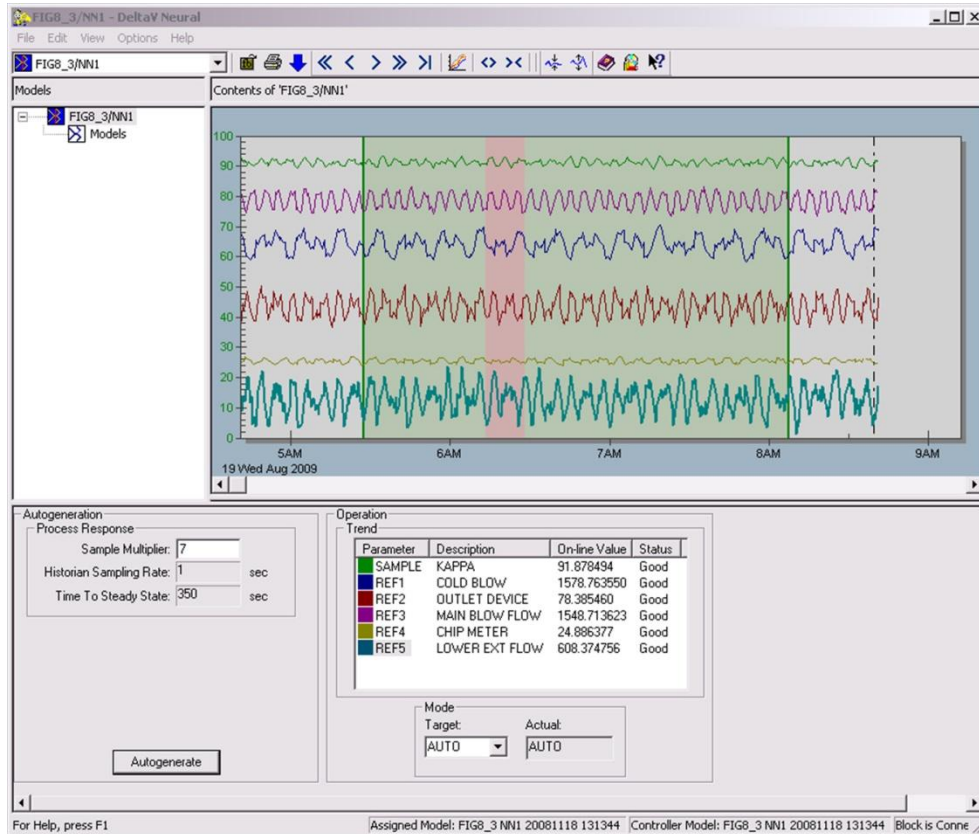 FIG8_3/NN1 - DeltaV Neural
File Edit View Options Help
FIG8_3/NN1
Models
Contents of 'FIG8_3/NN1'
FIG8_3/NN1
Models
100
90
80
70
60
50
40
30
20
10
0
5AM 6AM 7AM 8AM 9AM
19 Wed Aug 2009
Autogeneration
Process Response
Sample Multiplier: 7
Historian Sampling Rate: 1 sec
Time To Steady State: 350 sec
Autogenerate
Operation
Trend
Parameter Description On-line Value Status
SAMPLE KAPPA 91.878494 Good
REF1 COLD BLOW 1578.763550 Good
REF2 OUTLET DEVICE 78.385460 Good
REF3 MAIN BLOW FLOW 1548.713623 Good
REF4 CHIP METER 24.886377 Good
REF5 LOWER EXT FLOW 608.374756 Good
Mode
Target: Actual:
AUTO AUTO
For Help, press F1
Assigned Model: FIG8_3 NN1 20081118 131344 Controller Model: FIG8_3 NN1 20081118 131344 Block is Conne